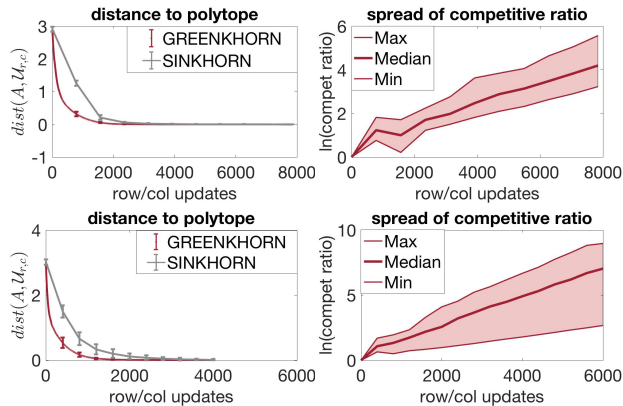 distance to polytope
3
2
1
0
-1
dist(A, 𝒰r,c)
GREENKHORN
SINKHORN
0 2000 4000 6000 8000
row/col updates
spread of competitive ratio
6
4
2
0
ln(compet ratio)
Max
Median
Min
0 2000 4000 6000 8000
row/col updates
distance to polytope
4
2
0
dist(A, 𝒰r,c)
GREENKHORN
SINKHORN
0 2000 4000 6000
row/col updates
spread of competitive ratio
10
5
0
ln(compet ratio)
Max
Median
Min
0 2000 4000 6000
row/col updates